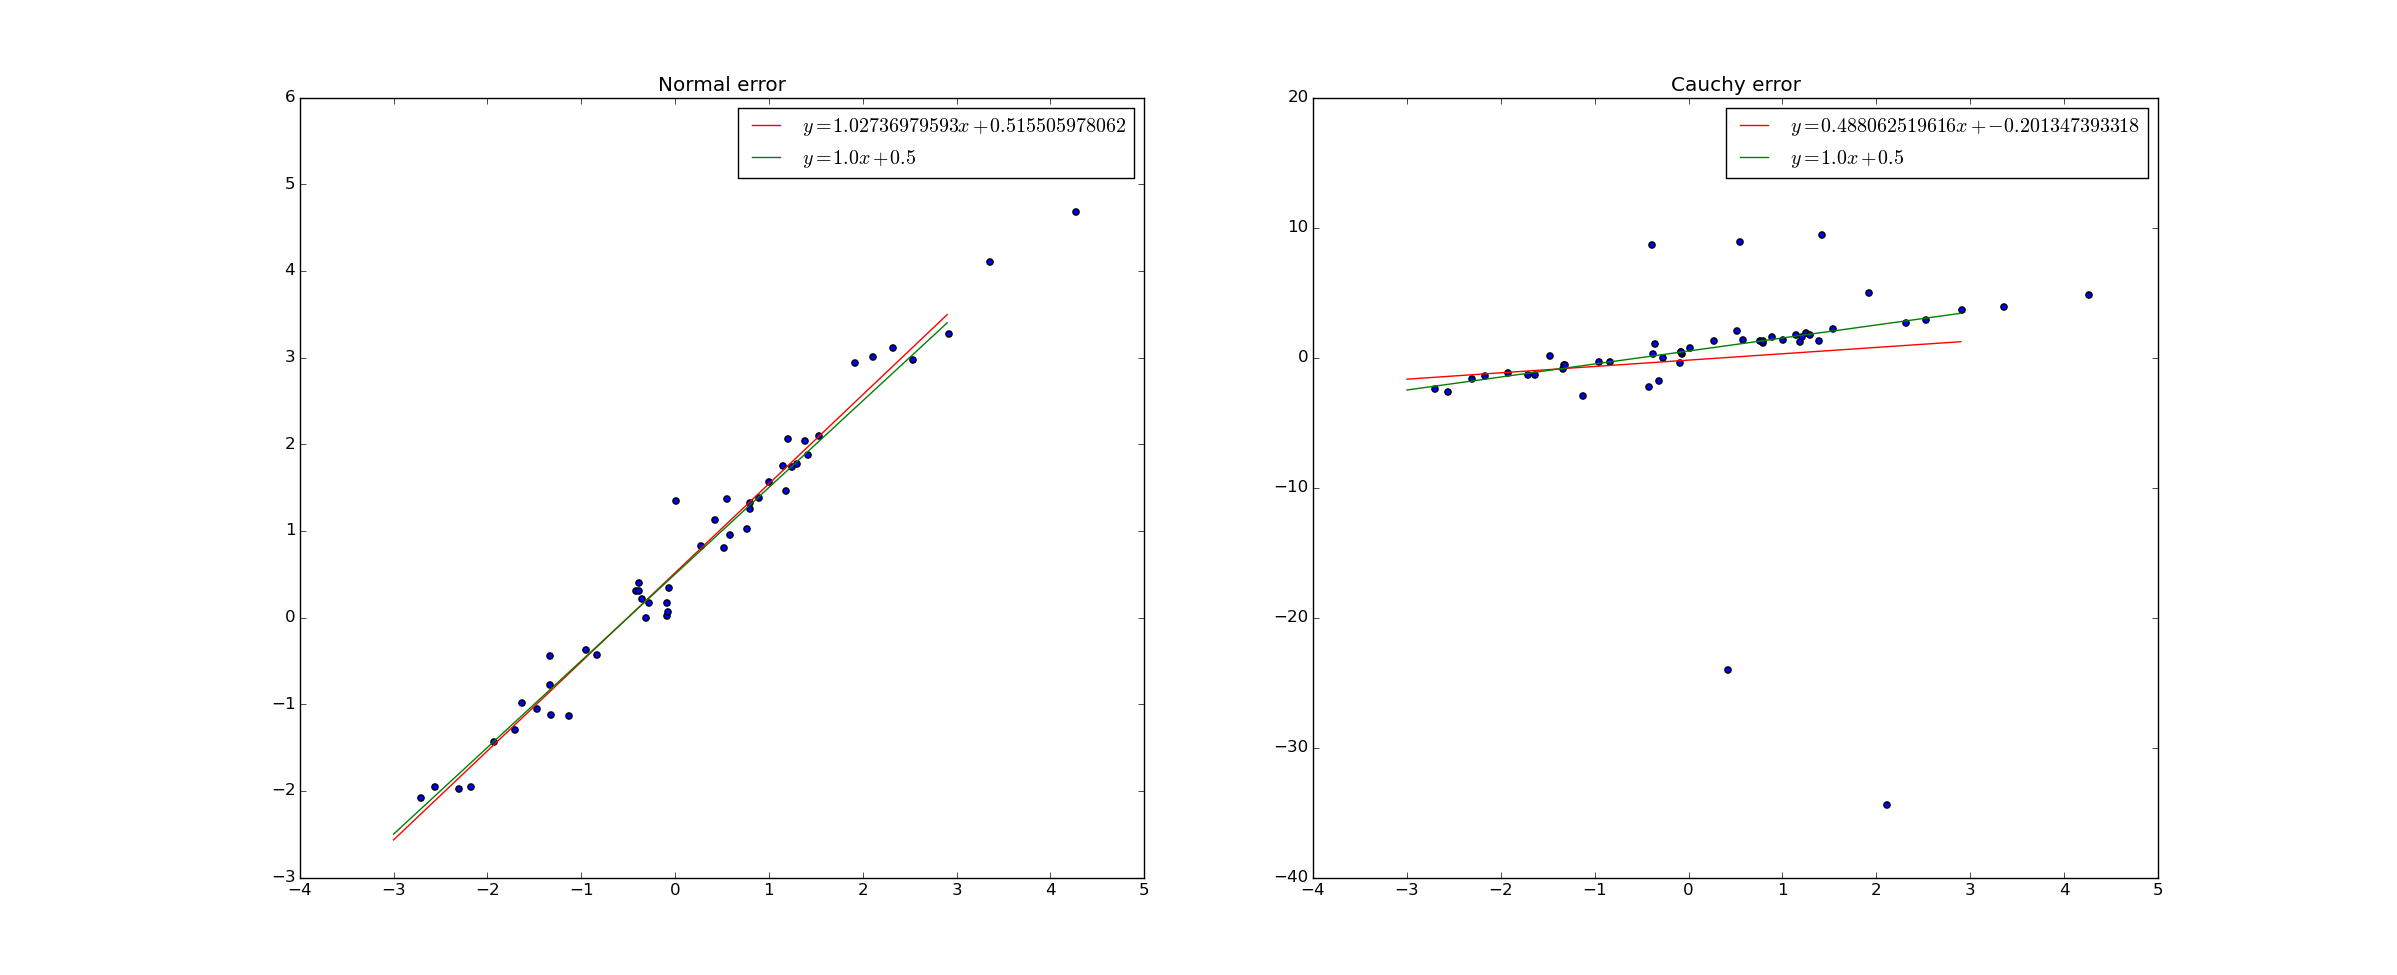 Normal error
6
5
4
3
2
1
0
−1
−2
−3
−4 −3 −2 −1 0 1 2 3 4 5
y=1.02736979593x+0.515505978062
y=1.0x+0.5
Cauchy error
20
10
0
−10
−20
−30
−40
−4 −3 −2 −1 0 1 2 3 4 5
y=0.488062519616x+−0.201347393318
y=1.0x+0.5